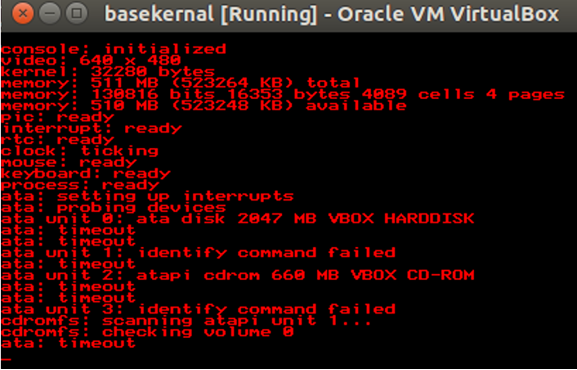 basekernal [Running] - Oracle VM VirtualBox
console: initialized
video: 640 x 480
kernel: 32280 bytes
memory: 511 MB (523264 KB) total
memory: 130816 bits 16353 bytes 4089 cells 4 pages
memory: 510 MB (523248 KB) available
pic: ready
interrupt: ready
rtc: ready
clock: ticking
mouse: ready
keyboard: ready
process: ready
ata: setting up interrupts
ata: probing devices
ata unit 0: ata disk 2047 MB VBOX HARDDISK
ata: timeout
ata: timeout
ata unit 1: identify command failed
ata: timeout
ata unit 2: atapi cdrom 660 MB VBOX CD-ROM
ata: timeout
ata: timeout
ata unit 3: identify command failed
cdromfs: scanning atapi unit 1...
cdromfs: checking volume 0
ata: timeout
_